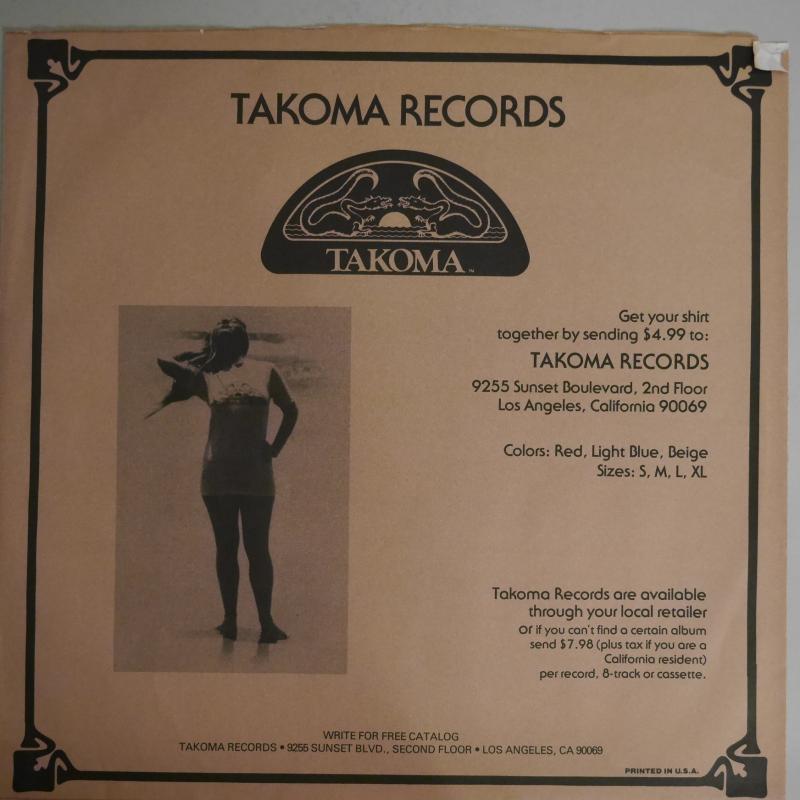 TAKOMA RECORDS
TAKOMA™
Get your shirt
together by sending $4.99 to:
TAKOMA RECORDS
9255 Sunset Boulevard, 2nd Floor
Los Angeles, California 90069
Colors: Red, Light Blue, Beige
Sizes: S, M, L, XL
Takoma Records are available
through your local retailer
Or if you can't find a certain album
send $7.98 (plus tax if you are a
California resident)
per record, 8-track or cassette.
WRITE FOR FREE CATALOG
TAKOMA RECORDS • 9255 SUNSET BLVD., SECOND FLOOR • LOS ANGELES, CA 90069
PRINTED IN U.S.A.